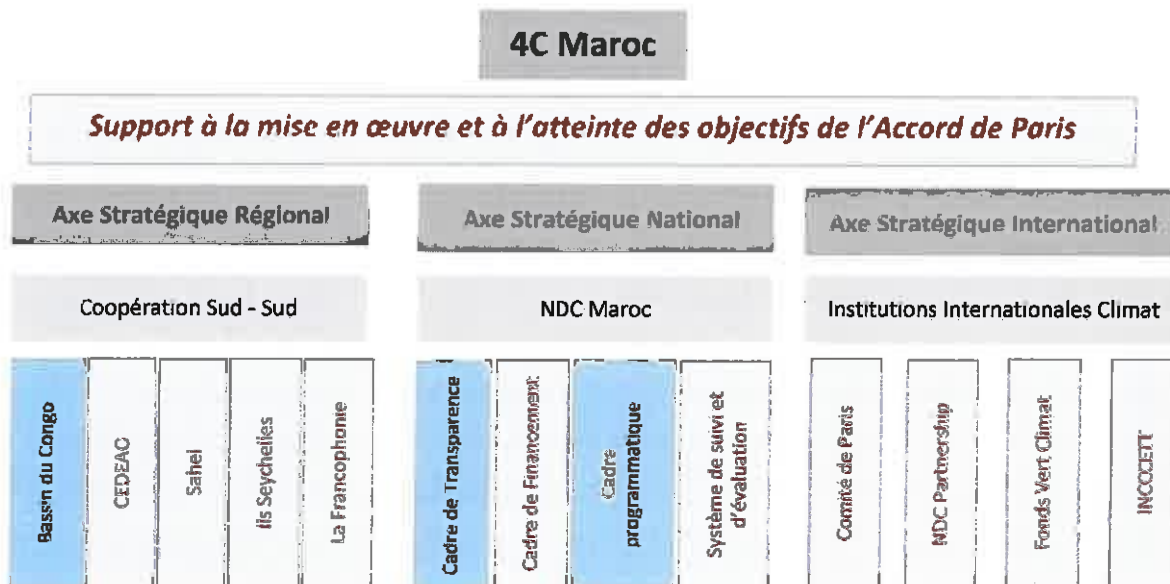 4C Maroc
Support à la mise en œuvre et à l'atteinte des objectifs de l'Accord de Paris
Axe Stratégique Régional
Axe Stratégique National
Axe Stratégique International
Coopération Sud - Sud
NDC Maroc
Institutions Internationales Climat
Bassin du Congo
CEDEAO
Sahel
Seychelles
La Francophonie
Cadre de Transparence
Cadre de Financement
Cadre
programmatique
Système de suivi et
d'évaluation
Comité de Paris
NDC Partnership
Fonds Vert Climat